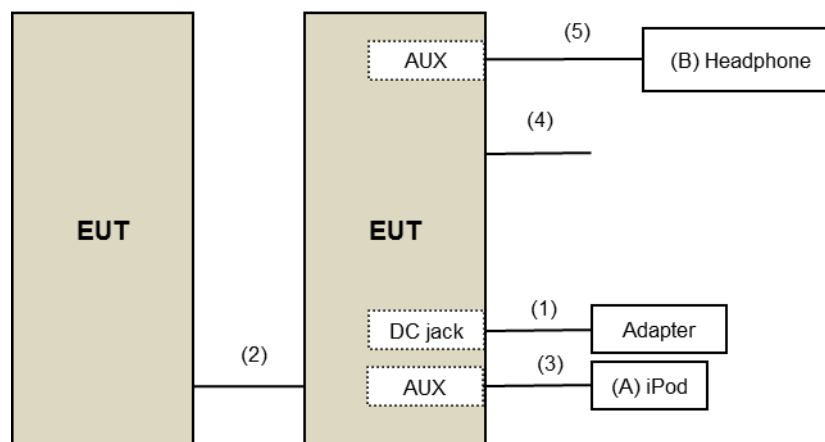 (5)
AUX
(B) Headphone
(4)
EUT
EUT
(1)
DC jack
Adapter
(2)
(3)
AUX
(A) iPod